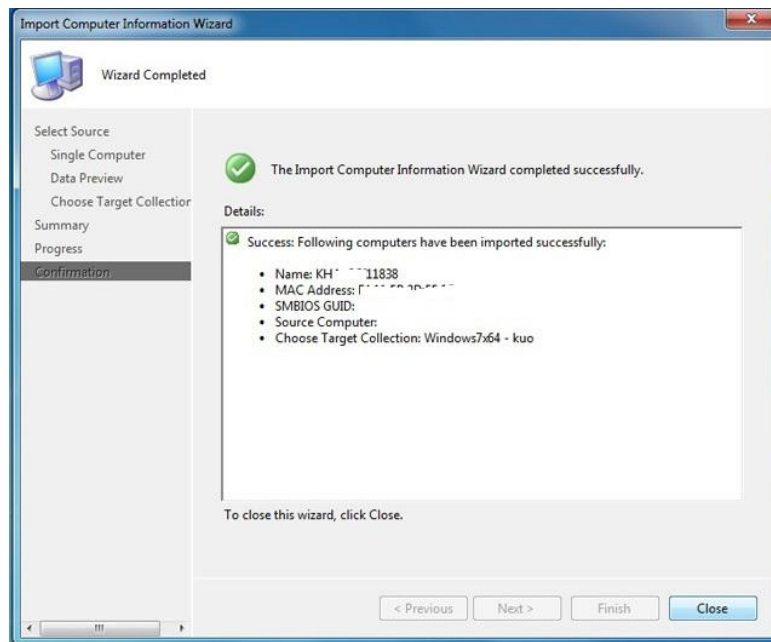 Import Computer Information Wizard
Wizard Completed
Select Source
Single Computer
Data Preview
Choose Target Collection
Summary
Progress
Confirmation
The Import Computer Information Wizard completed successfully.
Details:
Success: Following computers have been imported successfully:
• Name:
• MAC Address:
• SMBIOS GUID:
• Source Computer:
• Choose Target Collection: Windows7x64 - kuo
To close this wizard, click Close.
< Previous
Next >
Finish
Close